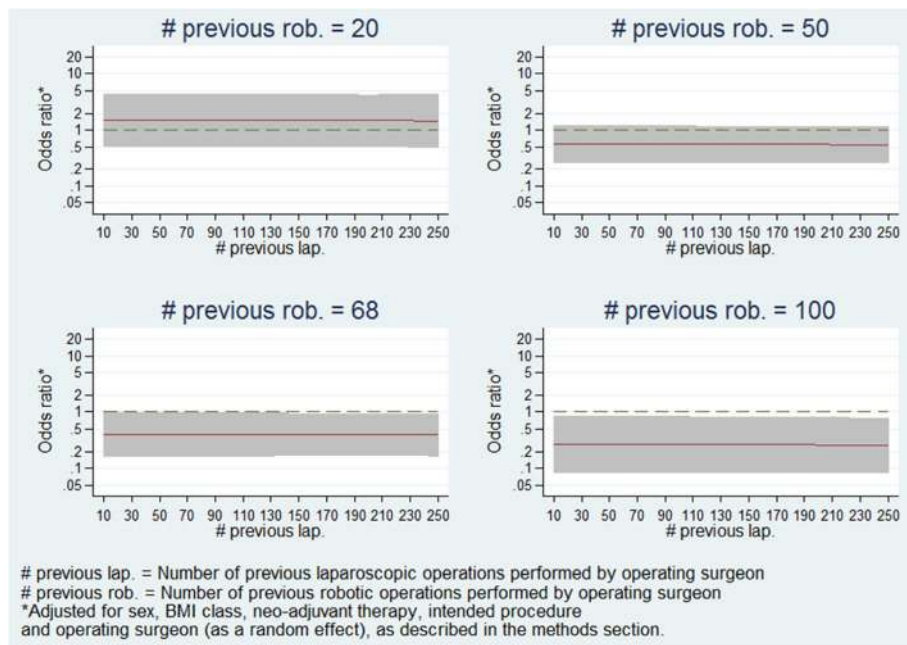 # previous rob. = 20
Odds ratio*
20
10
5
2
1
.5
.2
.1
.05
10 30 50 70 90 110 130 150 170 190 210 230 250
# previous lap.
# previous rob. = 50
Odds ratio*
20
10
5
2
1
.5
.2
.1
.05
10 30 50 70 90 110 130 150 170 190 210 230 250
# previous lap.
# previous rob. = 68
Odds ratio*
20
10
5
2
1
.5
.2
.1
.05
10 30 50 70 90 110 130 150 170 190 210 230 250
# previous lap.
# previous rob. = 100
Odds ratio*
20
10
5
2
1
.5
.2
.1
.05
10 30 50 70 90 110 130 150 170 190 210 230 250
# previous lap.
# previous lap. = Number of previous laparoscopic operations performed by operating surgeon
# previous rob. = Number of previous robotic operations performed by operating surgeon
*Adjusted for sex, BMI class, neo-adjuvant therapy, intended procedure
and operating surgeon (as a random effect), as described in the methods section.